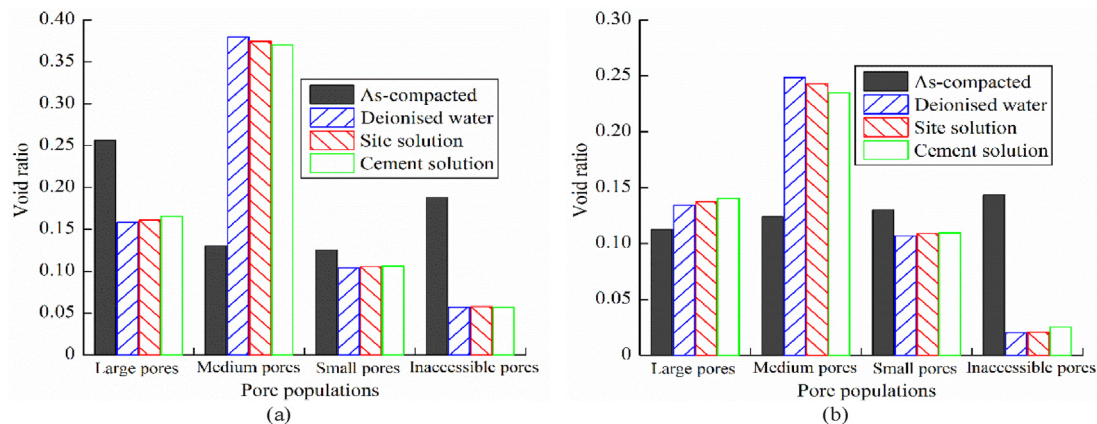 0.40
0.35
0.30
0.25
0.20
0.15
0.10
0.05
0
Void ratio
As-compacted
Deionised water
Site solution
Cement solution
Large pores Medium pores Small pores Inaccessible pores
Pore populations
(a)
0.30
0.25
0.20
0.15
0.10
0.05
0
Void ratio
As-compacted
Deionised water
Site solution
Cement solution
Large pores Medium pores Small pores Inaccessible pores
Pore populations
(b)